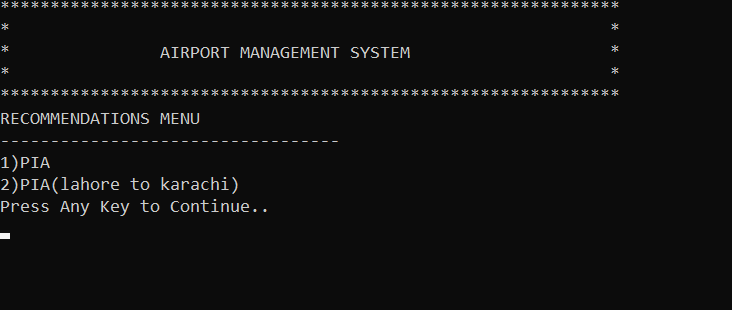 **************************************************************
*                                                            *
*               AIRPORT MANAGEMENT SYSTEM                    *
*                                                            *
**************************************************************
RECOMMENDATIONS MENU
----------------------------------
1)PIA
2)PIA(lahore to karachi)
Press Any Key to Continue..